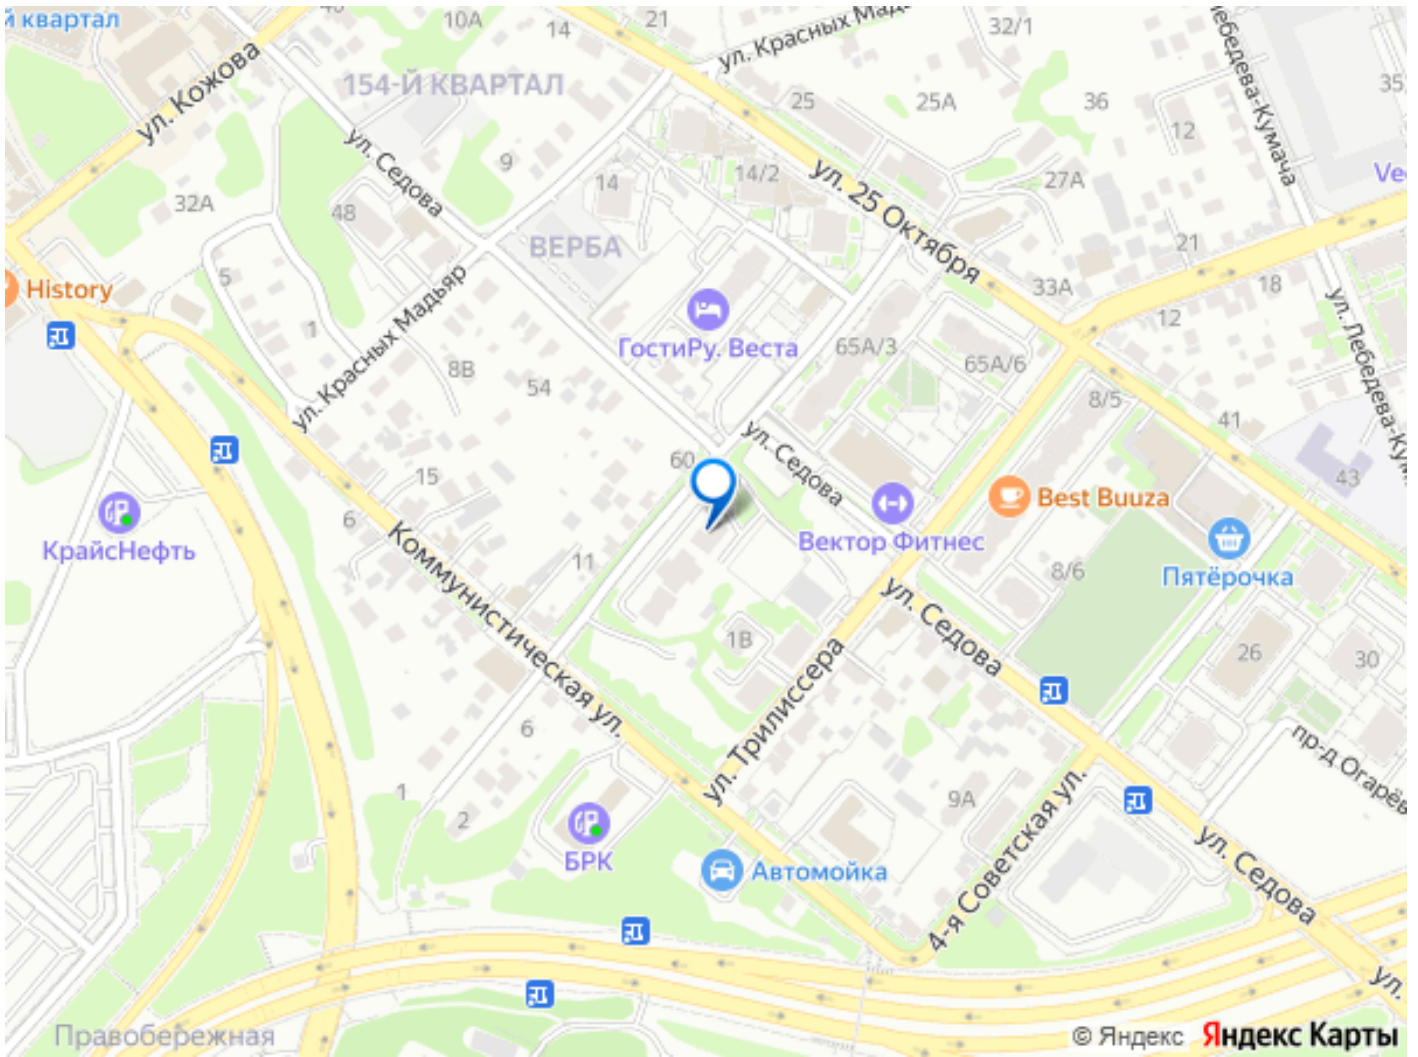 й квартал
10А
14
21
32/1
ул. Красных Мадь
Лебедева-Кумача
ул. Кожова
154-Й КВАРТАЛ
25
25А
36
12
35/
ул. Седова
9
14
14/2
ул. 25 Октября
27А
Ve
32А
48
ВЕРБА
21
5
History
ул. Красных Мадьяр
ГостиРу. Веста
33А
18
12
ул. Лебедева-Кум
1
8В
54
65А/3
65А/6
8/5
41
60
ул. Седова
15
43
6
КрайсНефть
Вектор Фитнес
Best Buuza
Пятёрочка
Коммунистическая ул.
11
8/6
ул. Седова
1В
26
30
ул. Трилиссера
6
пр-д Огарёв
1
2
9А
БРК
Автомойка
4-я Советская ул.
ул. Седова
ул.
Правобережная
© Яндекс Яндекс Карты